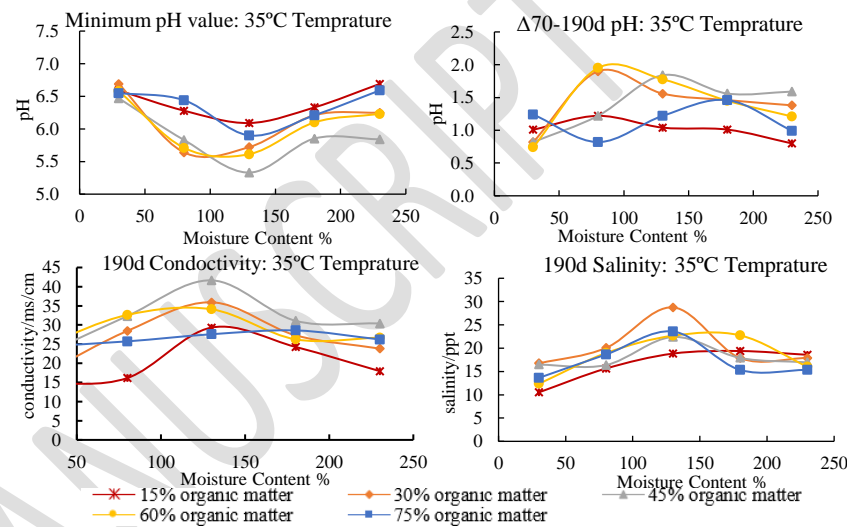 Minimum pH value: 35ºC Temprature
7.5
7.0
6.5
6.0
5.5
5.0
pH
0 50 100 150 200 250
Moisture Content %
Δ70-190d pH: 35ºC Temprature
2.5
2.0
1.5
1.0
0.5
0.0
pH
0 50 100 150 200 250
Moisture Content %
190d Conductivity: 35ºC Temprature
45
40
35
30
25
20
15
10
5
0
conductivity/ms/cm
50 100 150 200 250
Moisture Content %
190d Salinity: 35ºC Temprature
35
30
25
20
15
10
5
0
salinity/ppt
0 50 100 150 200 250
Moisture Content %
15% organic matter 30% organic matter 45% organic matter
60% organic matter 75% organic matter
ANUSCRIPT